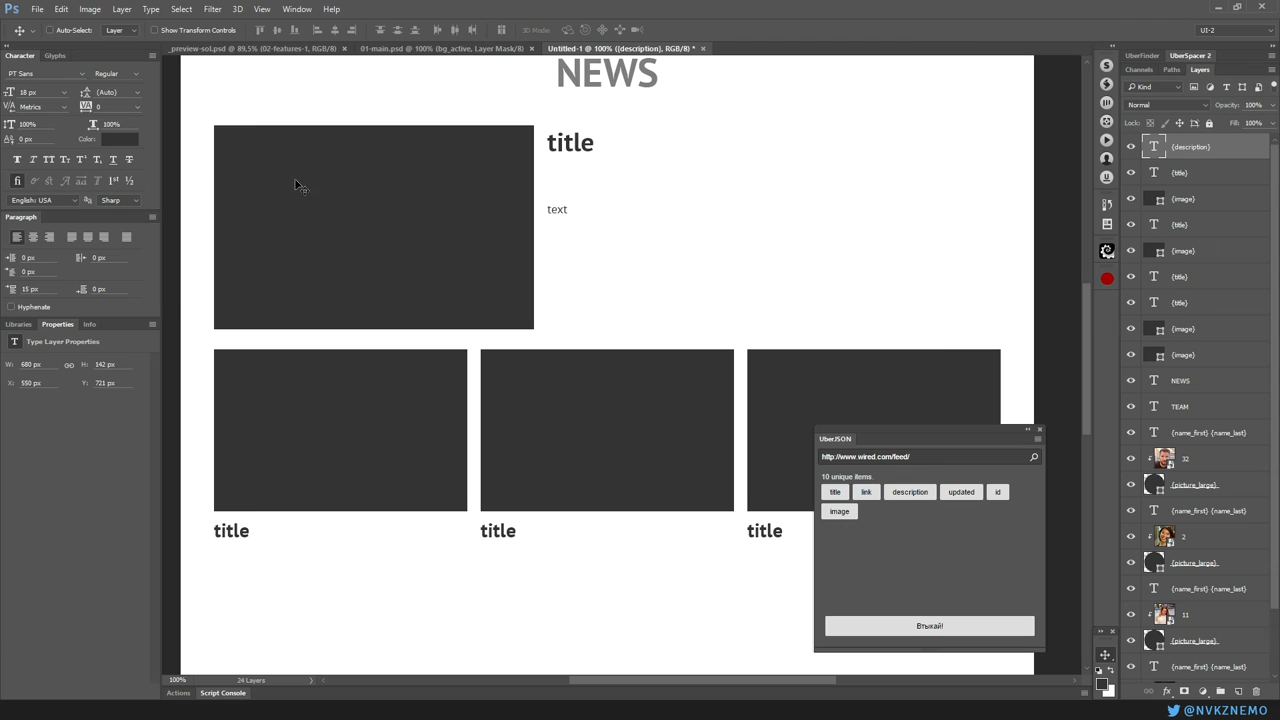 Ps File Edit Image Layer Type Select Filter 3D View Window Help
Auto-Select: Layer Show Transform Controls 3D Mode UI-2
_preview-sol.psd @ 89,5% (02-features-1, RGB/8) × 01-main.psd @ 100% (bg_active, Layer Mask/8) × Untitled-1 @ 100% ({description}, RGB/8) * ×
Character Glyphs
PT Sans Regular
18 px (Auto)
Metrics 0
100% 100%
0 px Color:
English: USA Sharp
Paragraph
0 px 0 px
0 px
15 px 0 px
Hyphenate
Libraries Properties Info
Type Layer Properties
W: 680 px H: 142 px
X: 550 px Y: 721 px
NEWS
title
text
title title title
UberJSON
http://www.wired.com/feed/
10 unique items.
title link description updated id
image
Втыкай!
100% 24 Layers
Actions Script Console
UberFinder UberSpacer 2
Channels Paths Layers
Kind
Normal Opacity: 100%
Lock: Fill: 100%
{description}
{title}
{image}
{title}
{image}
{title}
{title}
{image}
{image}
NEWS
TEAM
{name_first} {name_last}
32
{picture_large}
{name_first} {name_last}
2
{picture_large}
{name_first} {name_last}
11
{picture_large}
{name_first} {name_last}
@NVKZNEMO